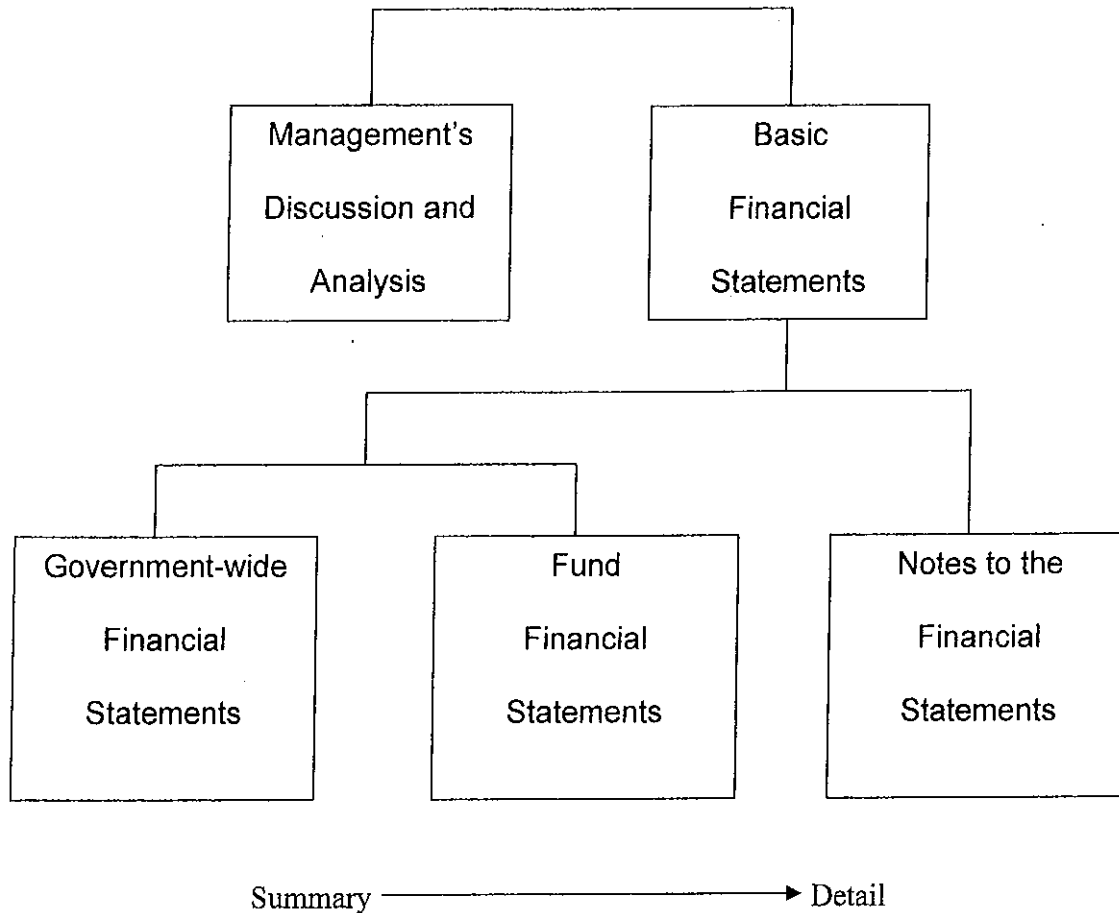 Management's
Discussion and
Analysis
Basic
Financial
Statements
Government-wide
Financial
Statements
Fund
Financial
Statements
Notes to the
Financial
Statements
Summary
Detail